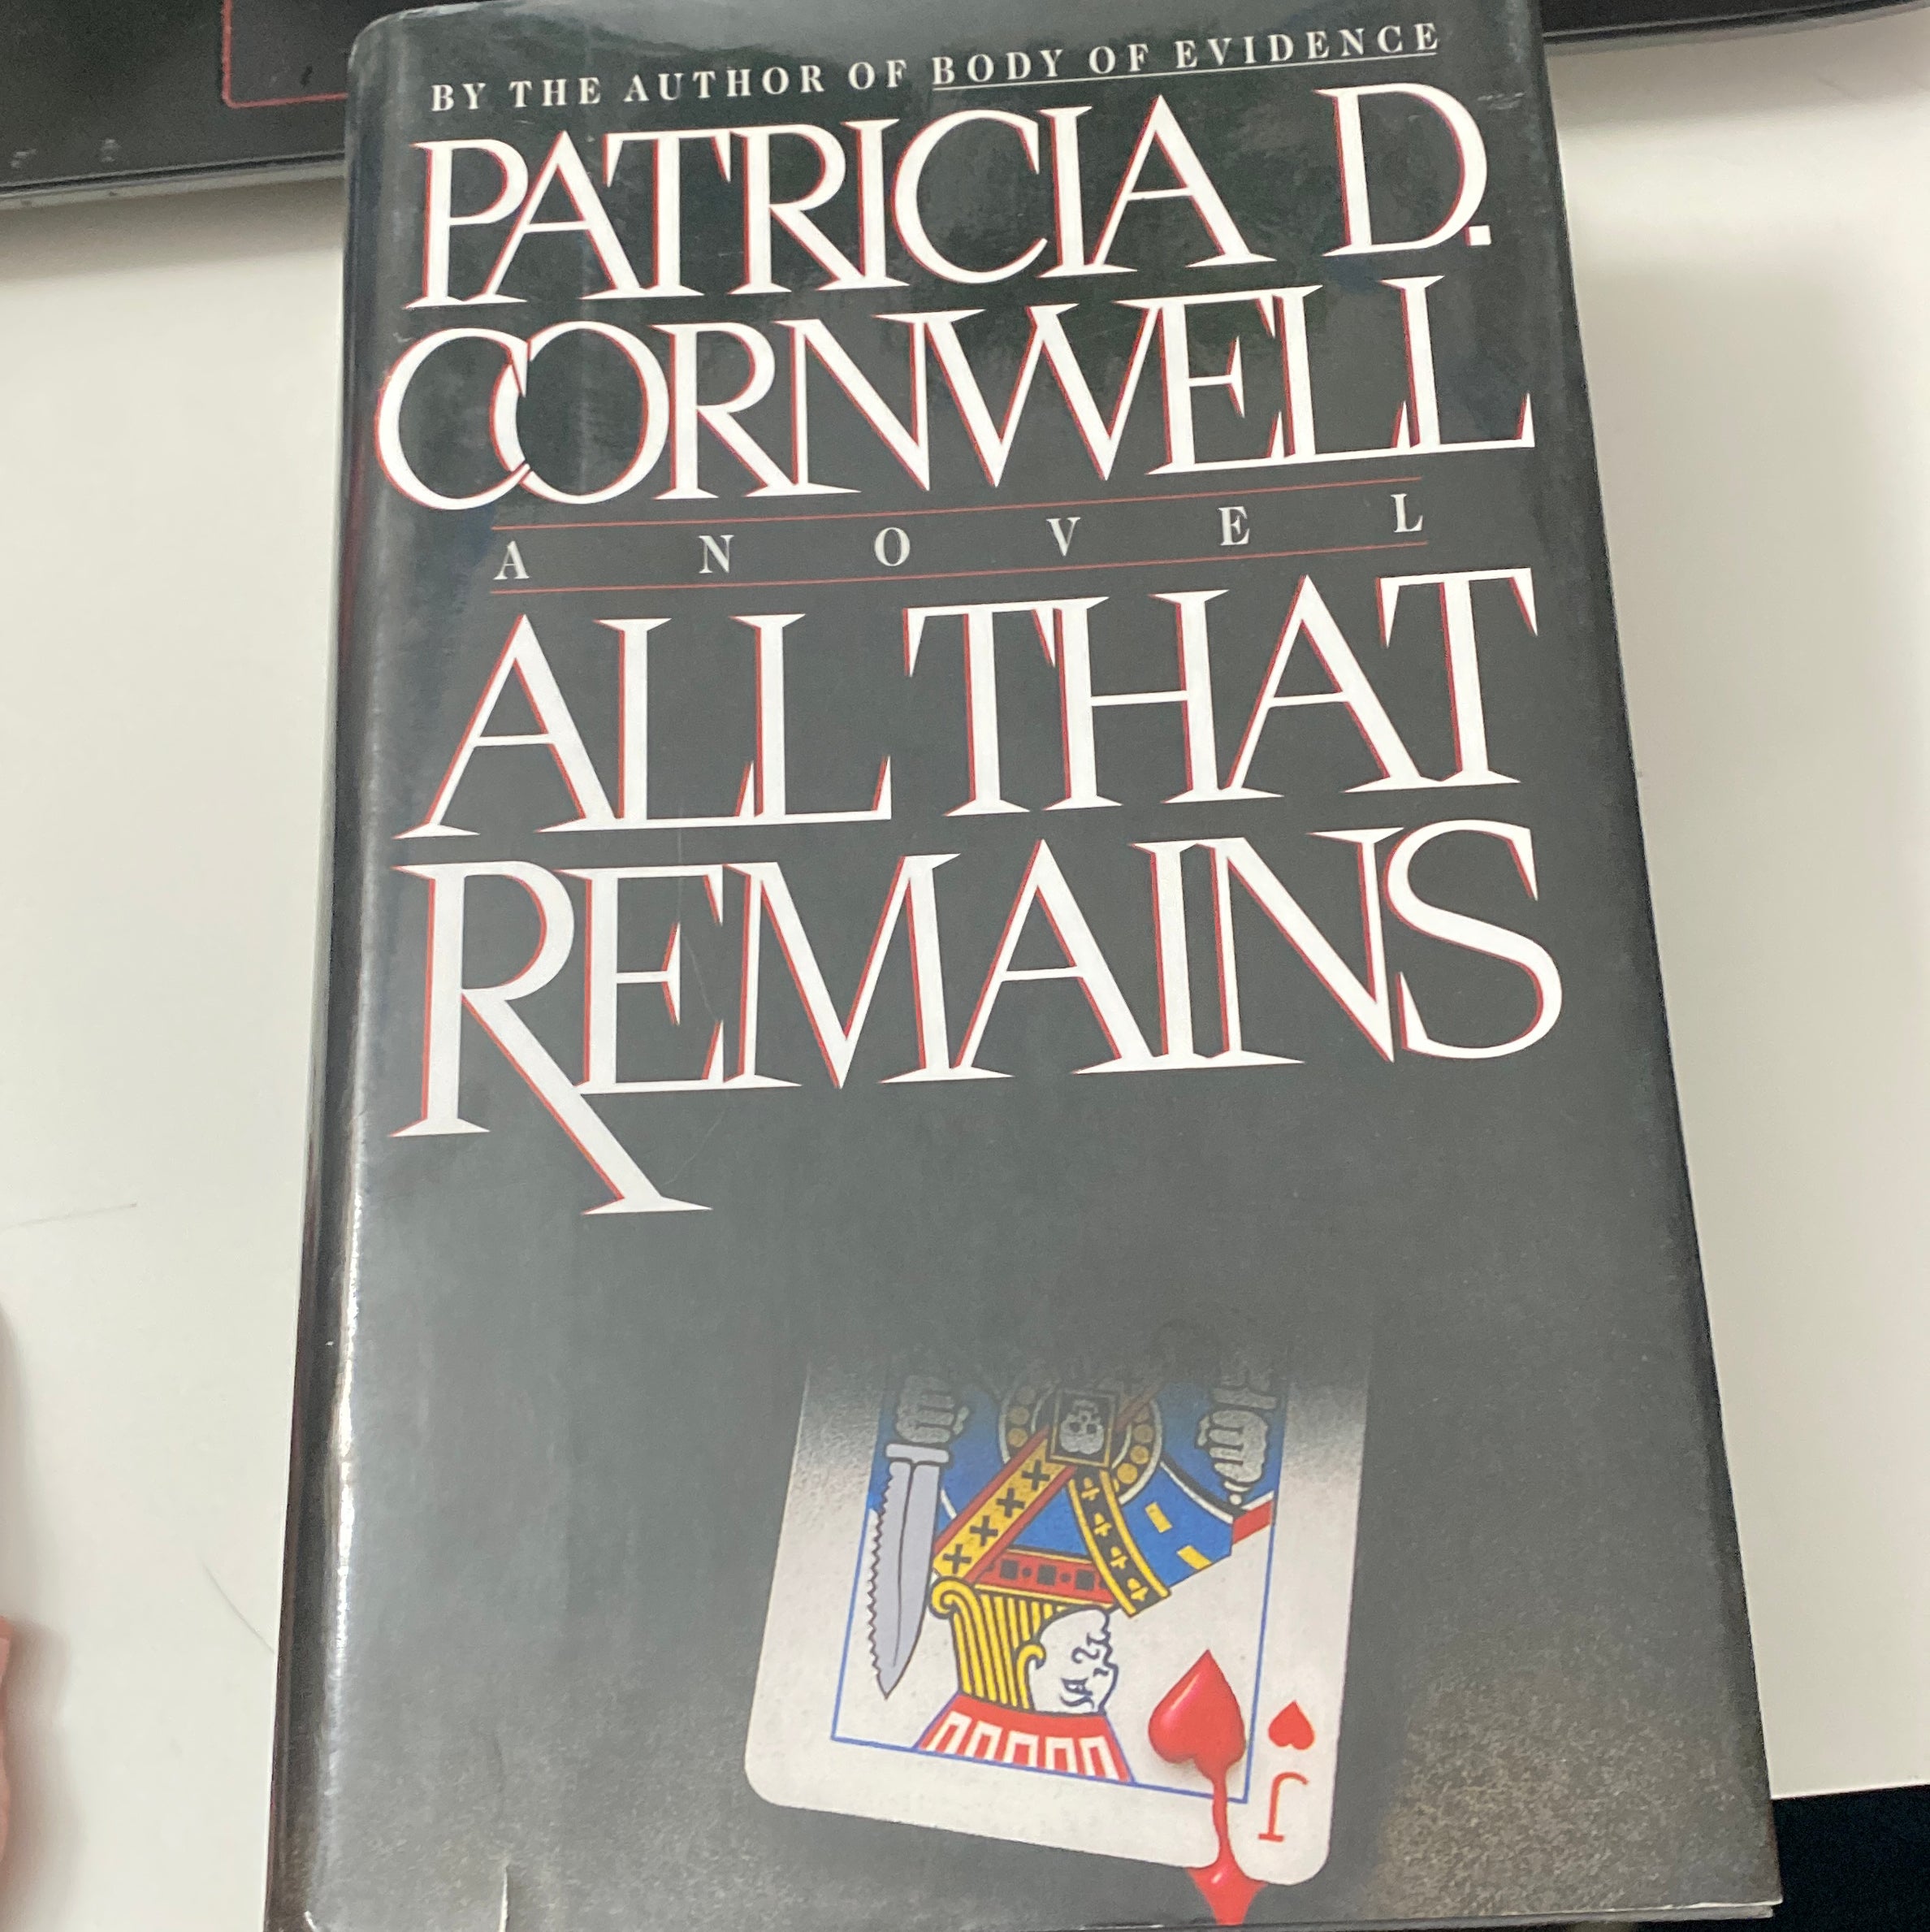 BY THE AUTHOR OF BODY OF EVIDENCE
PATRICIA D.
CORNWELL
A NOVEL
ALL THAT
REMAINS
J